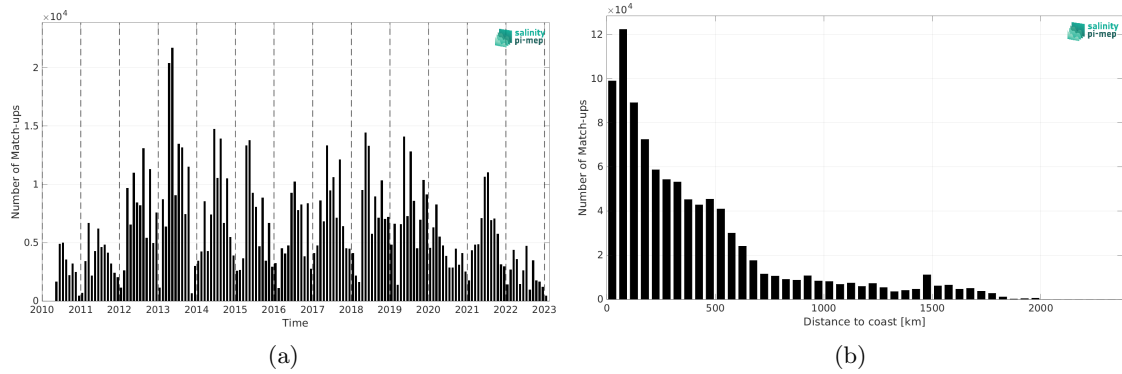 ×10⁴
salinity
pi-mep
Number of Match-ups
2
1.5
1
0.5
0
2010 2011 2012 2013 2014 2015 2016 2017 2018 2019 2020 2021 2022 2023
Time
(a)
×10⁴
salinity
pi-mep
Number of Match-ups
12
10
8
6
4
2
0
0 500 1000 1500 2000
Distance to coast [km]
(b)